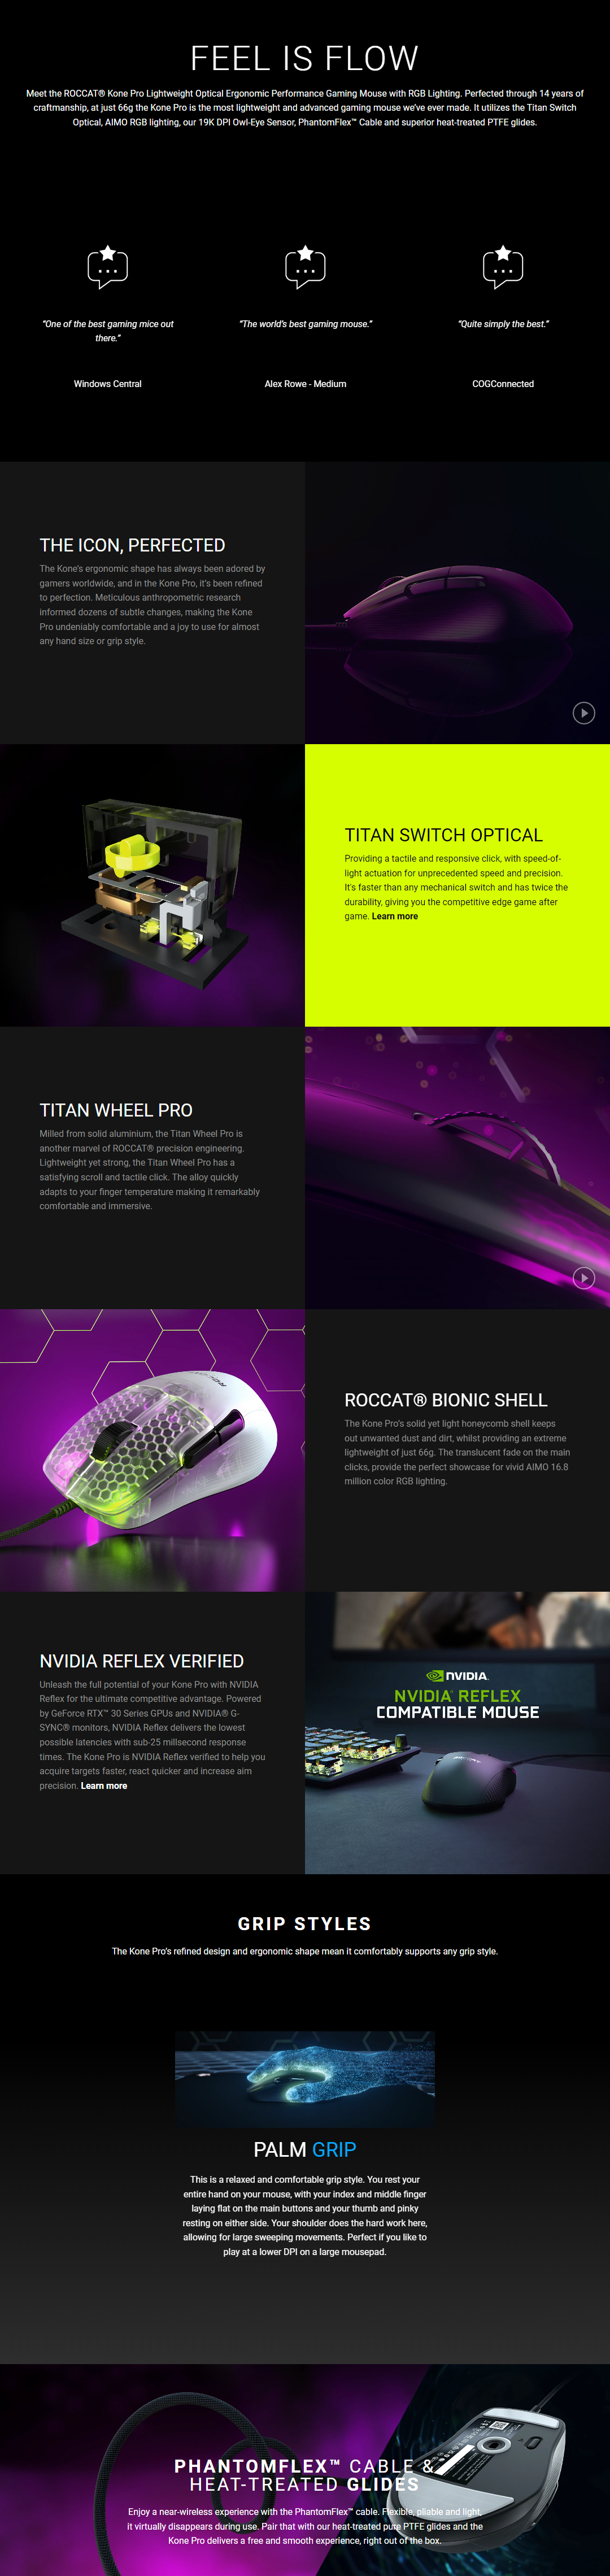 FEEL IS FLOW
Meet the ROCCAT® Kone Pro Lightweight Optical Ergonomic Performance Gaming Mouse with RGB Lighting. Perfected through 14 years of
craftmanship, at just 66g the Kone Pro is the most lightweight and advanced gaming mouse we've ever made. It utilizes the Titan Switch
Optical, AIMO RGB lighting, our 19K DPI Owl-Eye Sensor, PhantomFlex™ Cable and superior heat-treated PTFE glides.
“One of the best gaming mice out
there.”
Windows Central
“The world's best gaming mouse.”
Alex Rowe - Medium
“Quite simply the best.”
COGConnected
THE ICON, PERFECTED
The Kone's ergonomic shape has always been adored by
gamers worldwide, and in the Kone Pro, it's been refined
to perfection. Meticulous anthropometric research
informed dozens of subtle changes, making the Kone
Pro undeniably comfortable and a joy to use for almost
any hand size or grip style.
TITAN SWITCH OPTICAL
Providing a tactile and responsive click, with speed-of-
light actuation for unprecedented speed and precision.
It's faster than any mechanical switch and has twice the
durability, giving you the competitive edge game after
game. Learn more
TITAN WHEEL PRO
Milled from solid aluminium, the Titan Wheel Pro is
another marvel of ROCCAT® precision engineering.
Lightweight yet strong, the Titan Wheel Pro has a
satisfying scroll and tactile click. The alloy quickly
adapts to your finger temperature making it remarkably
comfortable and immersive.
ROCCAT
ROCCAT® BIONIC SHELL
The Kone Pro's solid yet light honeycomb shell keeps
out unwanted dust and dirt, whilst providing an extreme
lightweight of just 66g. The translucent fade on the main
clicks, provide the perfect showcase for vivid AIMO 16.8
million color RGB lighting.
NVIDIA REFLEX VERIFIED
Unleash the full potential of your Kone Pro with NVIDIA
Reflex for the ultimate competitive advantage. Powered
by GeForce RTX™ 30 Series GPUs and NVIDIA® G-
SYNC® monitors, NVIDIA Reflex delivers the lowest
possible latencies with sub-25 millsecond response
times. The Kone Pro is NVIDIA Reflex verified to help you
acquire targets faster, react quicker and increase aim
precision. Learn more
NVIDIA.
NVIDIA® REFLEX
COMPATIBLE MOUSE
ROCCAT
GRIP STYLES
The Kone Pro's refined design and ergonomic shape mean it comfortably supports any grip style.
PALM GRIP
This is a relaxed and comfortable grip style. You rest your
entire hand on your mouse, with your index and middle finger
laying flat on the main buttons and your thumb and pinky
resting on either side. Your shoulder does the hard work here,
allowing for large sweeping movements. Perfect if you like to
play at a lower DPI on a large mousepad.
PHANTOMFLEX™ CABLE &
HEAT-TREATED GLIDES
Enjoy a near-wireless experience with the PhantomFlex™ cable. Flexible, pliable and light,
it virtually disappears during use. Pair that with our heat-treated pure PTFE glides and the
Kone Pro delivers a free and smooth experience, right out of the box.